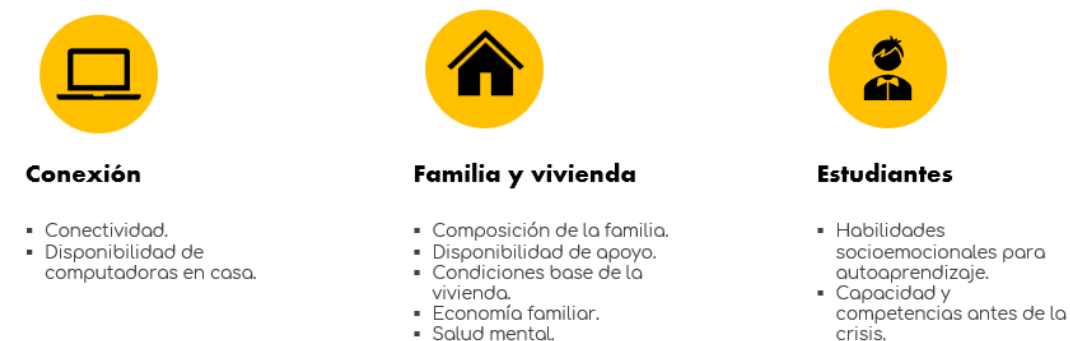 Conexión
▪ Conectividad.
▪ Disponibilidad de
computadoras en casa.
Familia y vivienda
▪ Composición de la familia.
▪ Disponibilidad de apoyo.
▪ Condiciones base de la
vivienda.
▪ Economía familiar.
▪ Salud mental.
Estudiantes
▪ Habilidades
socioemocionales para
autoaprendizaje.
▪ Capacidad y
competencias antes de la
crisis.